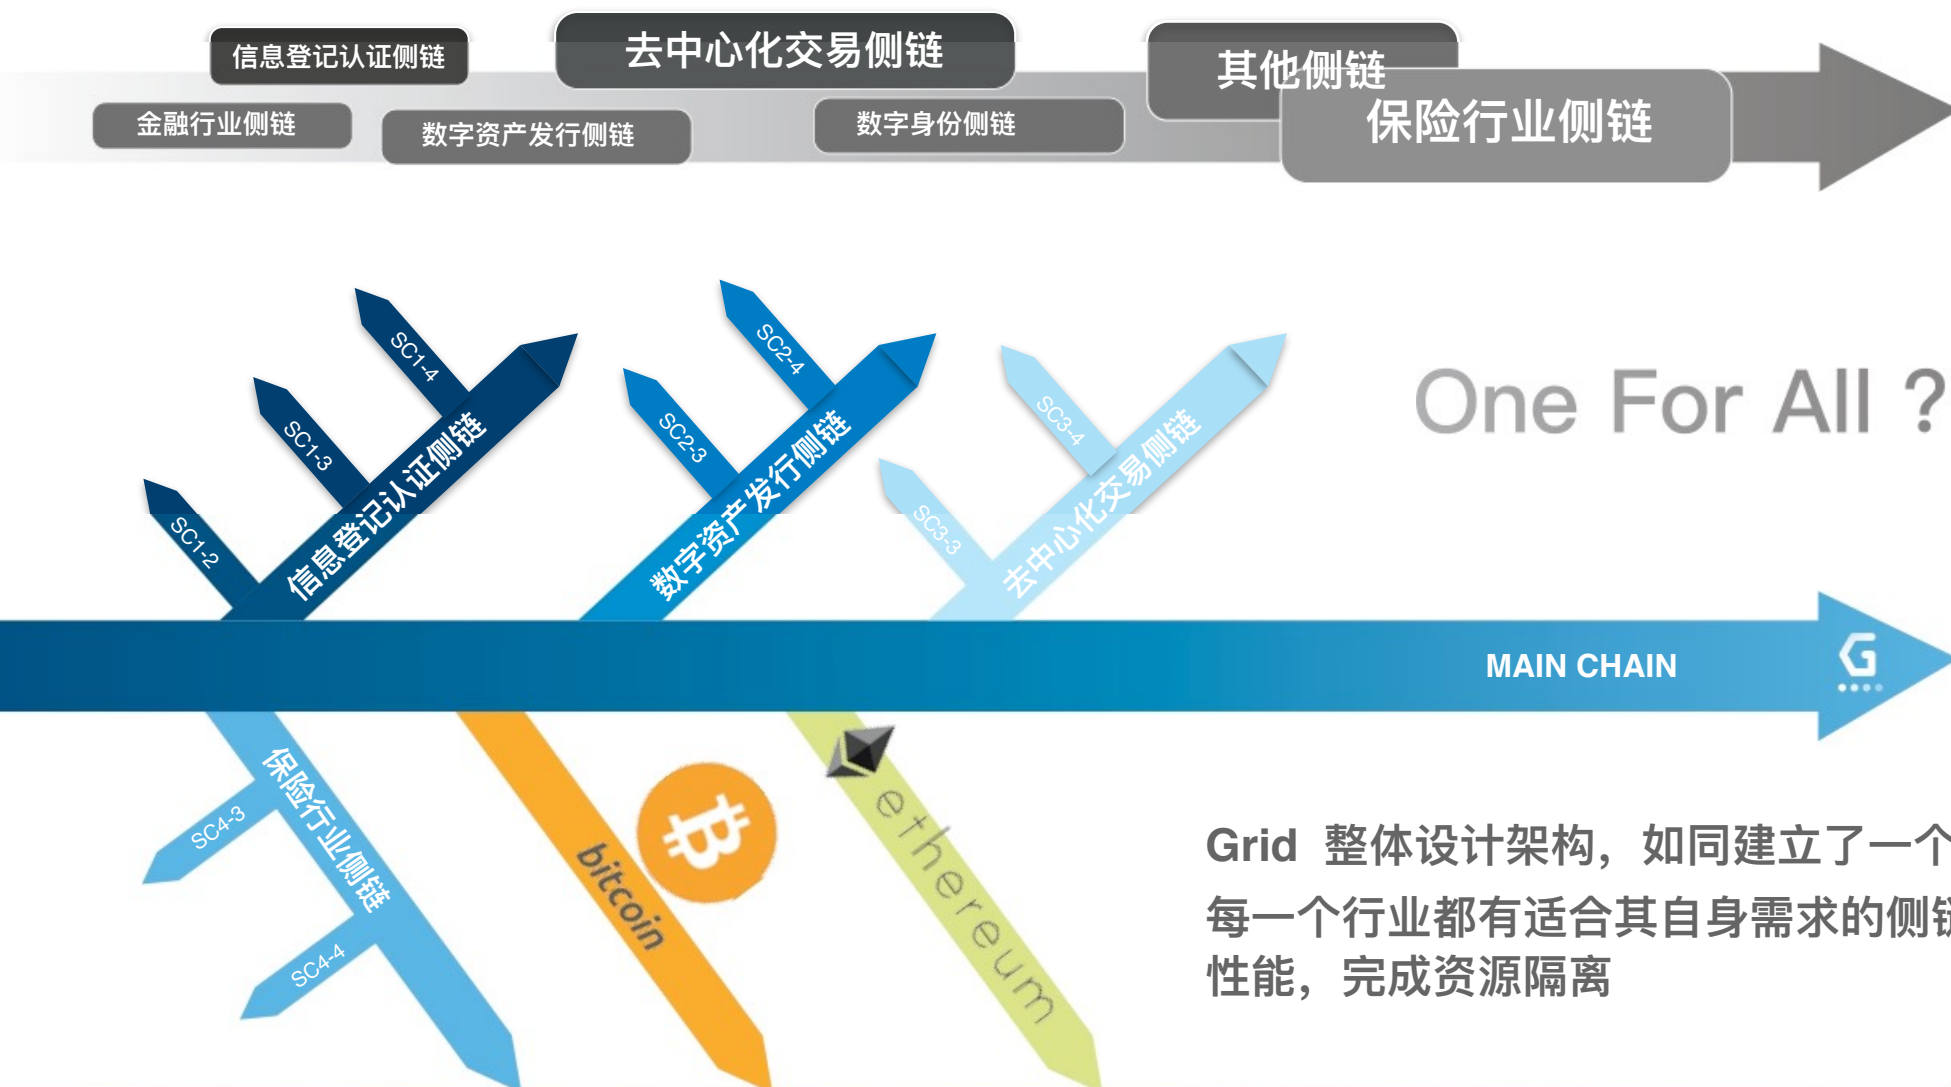 信息登记认证侧链
去中心化交易侧链
其他侧链
金融行业侧链
数字资产发行侧链
数字身份侧链
保险行业侧链
SC1-4
SC2-4
SC1-3
SC2-3
SC3-4
SC1-2
SC3-3
信息登记认证侧链
数字资产发行侧链
去中心化交易侧链
One For All ?
MAIN CHAIN
G
保险行业侧链
SC4-3
SC4-4
bitcoin
ethereum
Grid 整体设计架构，如同建立了一个
每一个行业都有适合其自身需求的侧链
性能，完成资源隔离